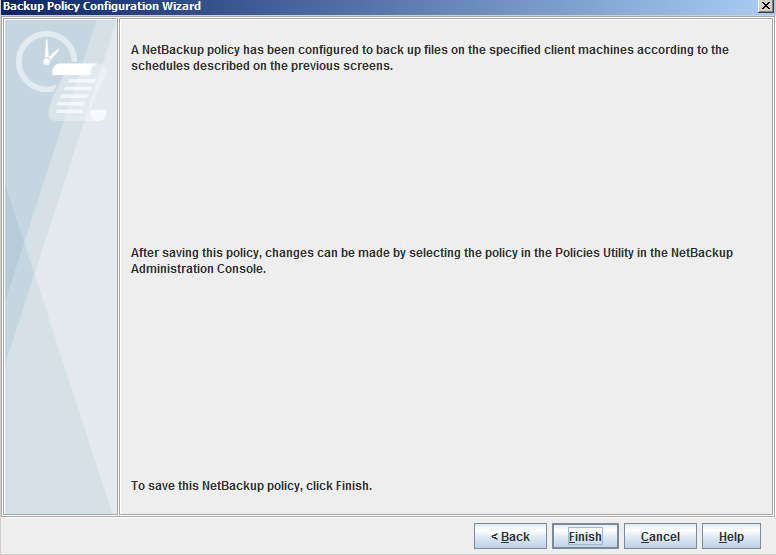 Backup Policy Configuration Wizard
A NetBackup policy has been configured to back up files on the specified client machines according to the
schedules described on the previous screens.
After saving this policy, changes can be made by selecting the policy in the Policies Utility in the NetBackup
Administration Console.
To save this NetBackup policy, click Finish.
< Back Finish Cancel Help